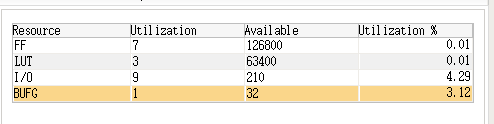 Resource Utilization Available Utilization %
FF 7 126800 0.01
LUT 3 63400 0.01
I/O 9 210 4.29
BUFG 1 32 3.12